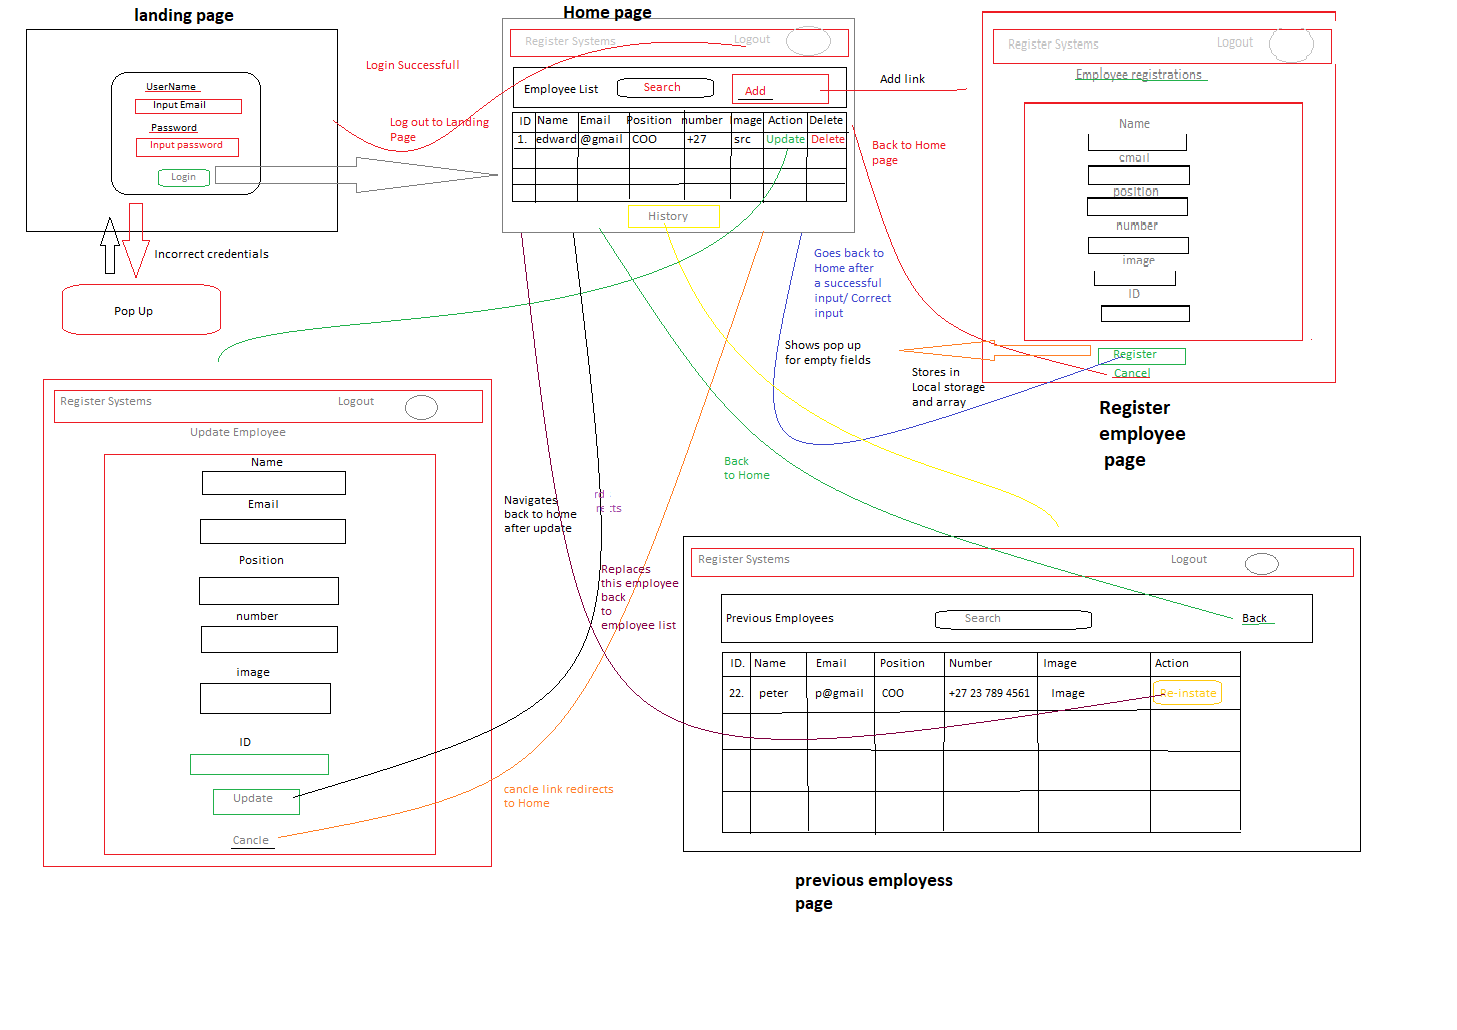 landing page
UserName
Input Email
Password
Input password
Login
Incorrect credentials
Pop Up
Login Successfull
Log out to Landing
Page
Home page
Register Systems
Logout
Employee List
Search
Add
ID Name Email Position number Image Action Delete
1. edward @gmail COO +27 src Update Delete
History
Add link
Back to Home
page
Goes back to
Home after
a successful
input/ Correct
input
Shows pop up
for empty fields
Stores in
Local storage
and array
Register Systems
Logout
Employee registrations
Name
email
position
number
image
ID
Register
Cancel
Register
employee
page
Register Systems
Logout
Update Employee
Name
Email
Position
number
image
ID
Update
Cancle
Navigates
back to home
after update
Replaces
this employee
back
to
employee list
cancle link redirects
to Home
Back
to Home
rd
cts
Register Systems
Logout
Previous Employees
Search
Back
ID. Name Email Position Number Image Action
22. peter p@gmail COO +27 23 789 4561 Image Re-instate
previous employess
page